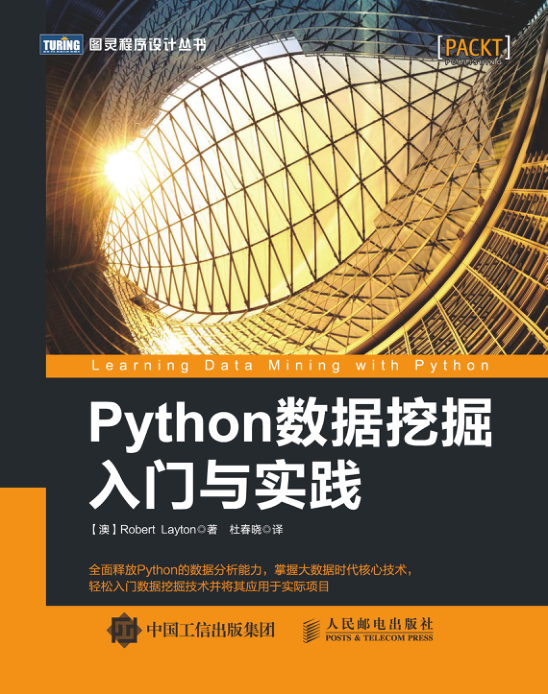 TURING 图灵程序设计丛书
[PACKT]
PUBLISHING
Learning Data Mining with Python
Python数据挖掘
入门与实践
【澳】Robert Layton◎著 杜春晓◎译
全面释放Python的数据分析能力，掌握大数据时代核心技术，
轻松入门数据挖掘技术并将其应用于实际项目
中国工信出版集团 人民邮电出版社
POSTS & TELECOM PRESS